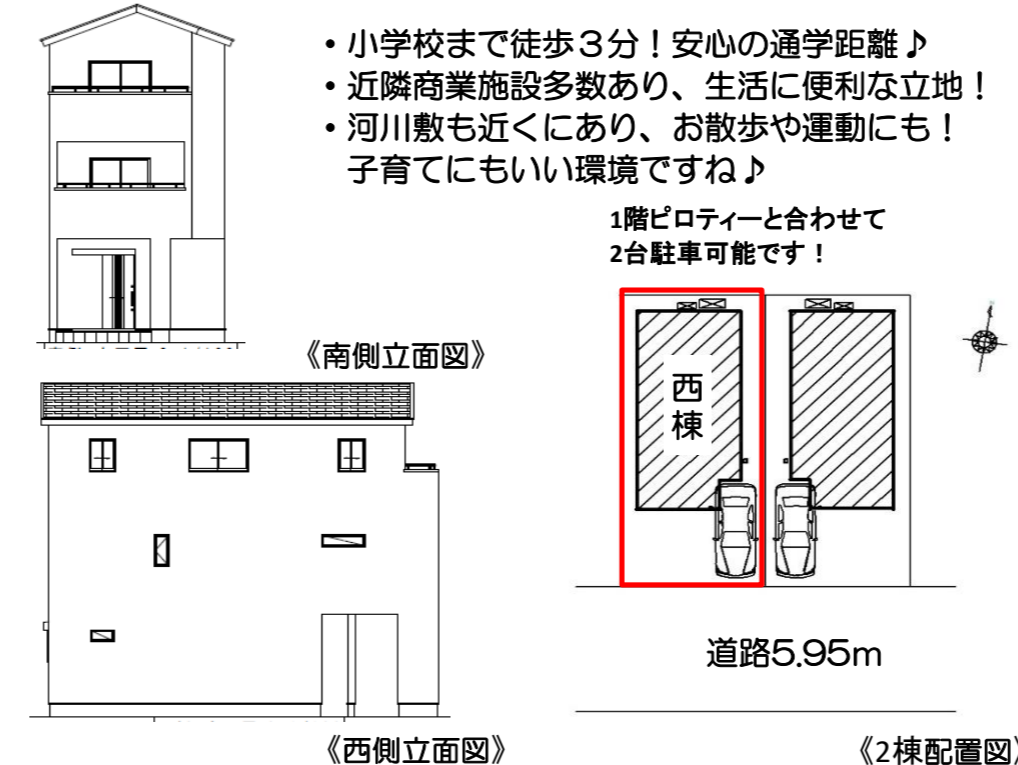 ・小学校まで徒歩３分！安心の通学距離♪
・近隣商業施設多数あり、生活に便利な立地！
・河川敷も近くにあり、お散歩や運動にも！
子育てにもいい環境ですね♪
1階ピロティーと合わせて
2台駐車可能です！
《南側立面図》
西
棟
道路5.95m
《西側立面図》
《2棟配置図》